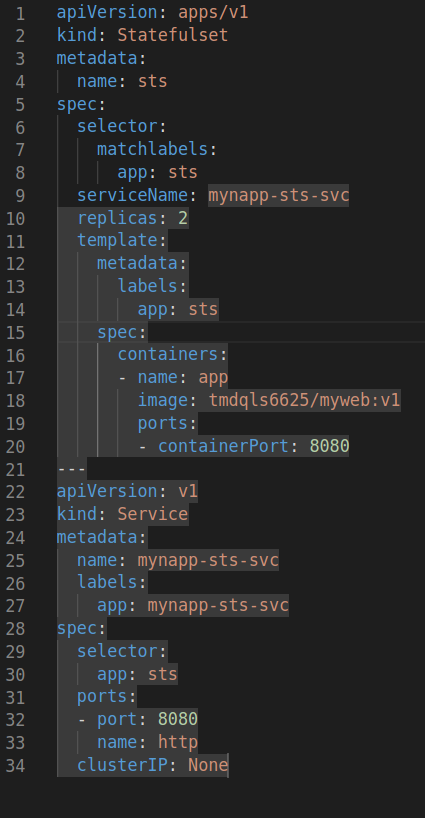 1 apiVersion: apps/v1
2 kind: Statefulset
3 metadata:
4   name: sts
5 spec:
6   selector:
7     matchlabels:
8       app: sts
9   serviceName: mynapp-sts-svc
10   replicas: 2
11   template:
12     metadata:
13       labels:
14         app: sts
15     spec:
16       containers:
17       - name: app
18         image: tmdqls6625/myweb:v1
19         ports:
20         - containerPort: 8080
21 ---
22 apiVersion: v1
23 kind: Service
24 metadata:
25   name: mynapp-sts-svc
26   labels:
27     app: mynapp-sts-svc
28 spec:
29   selector:
30     app: sts
31   ports:
32   - port: 8080
33     name: http
34   clusterIP: None